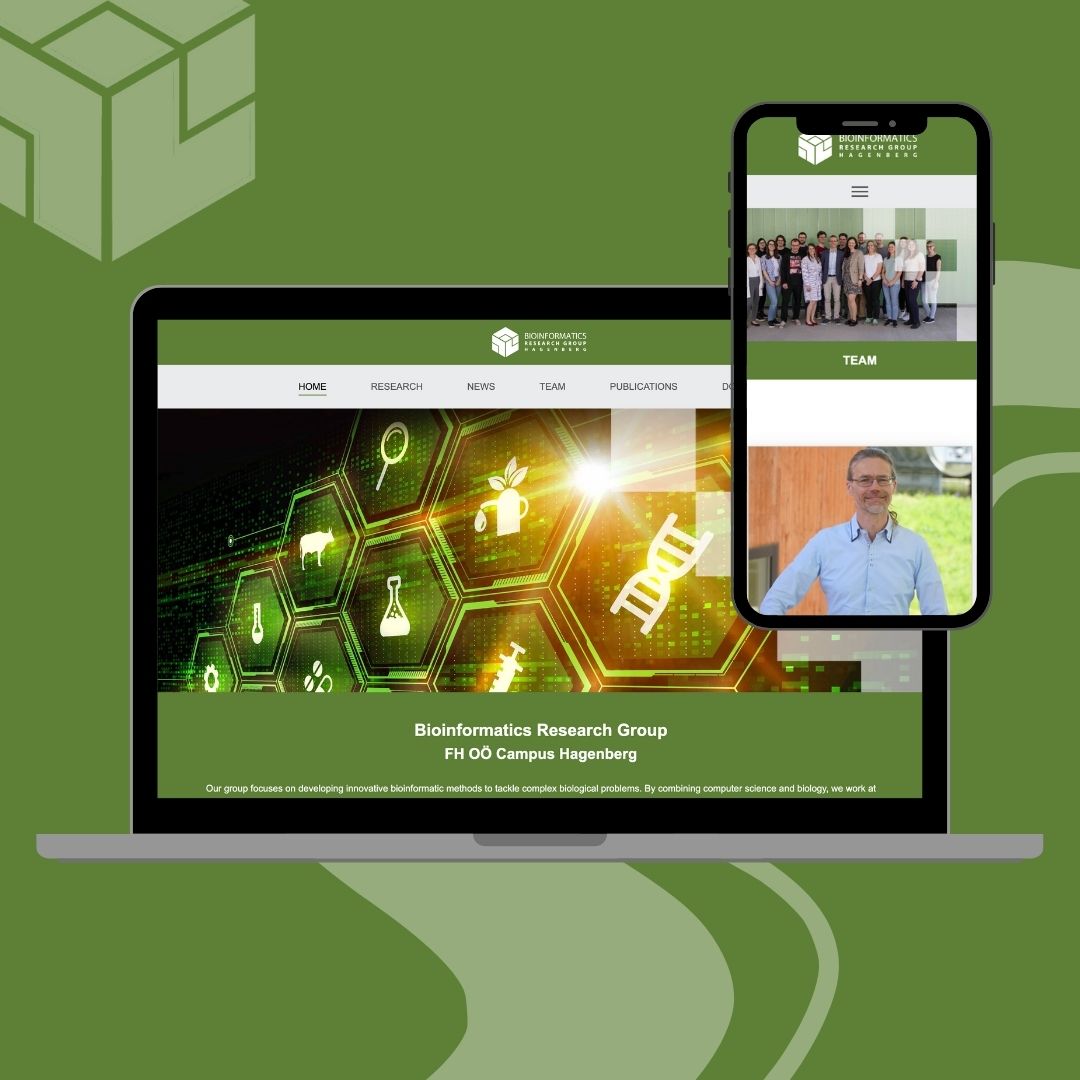 BIOINFORMATICS
RESEARCH GROUP
HAGENBERG
TEAM
BIOINFORMATICS
RESEARCH GROUP
HAGENBERG
HOME RESEARCH NEWS TEAM PUBLICATIONS
Bioinformatics Research Group
FH OÖ Campus Hagenberg
Our group focuses on developing innovative bioinformatic methods to tackle complex biological problems. By combining computer science and biology, we work at